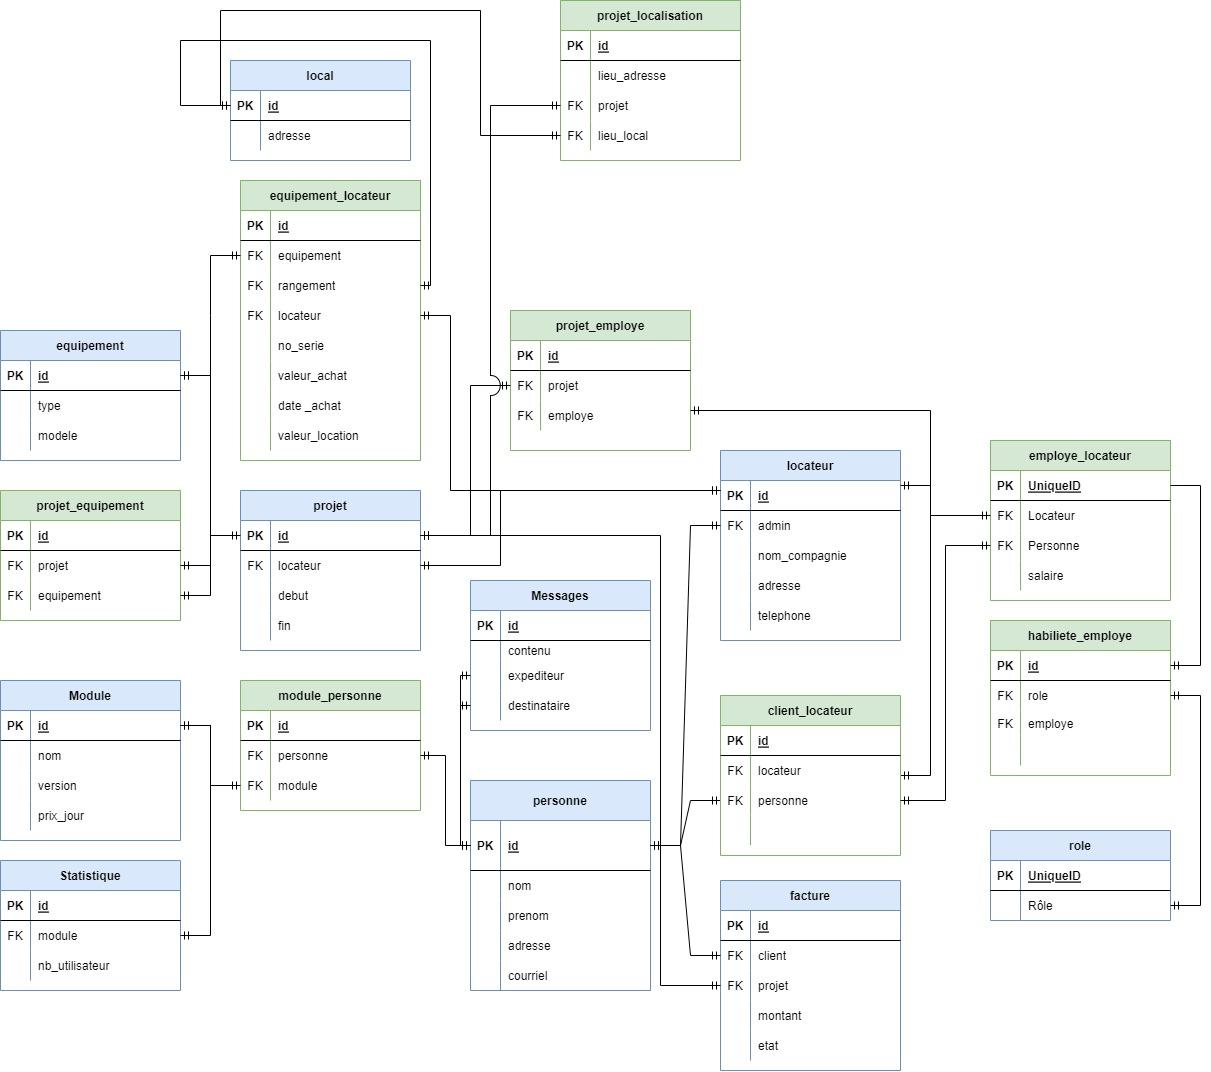 projet_localisation
PK id
lieu_adresse
FK projet
FK lieu_local
local
PK id
adresse
equipement_locateur
PK id
FK equipement
FK rangement
FK locateur
no_serie
valeur_achat
date _achat
valeur_location
projet_employe
PK id
FK projet
FK employe
equipement
PK id
type
modele
projet_equipement
PK id
FK projet
FK equipement
projet
PK id
FK locateur
debut
fin
locateur
PK id
FK admin
nom_compagnie
adresse
telephone
employe_locateur
PK UniqueID
FK Locateur
FK Personne
salaire
Messages
PK id
contenu
expediteur
destinataire
habiliete_employe
PK id
FK role
FK employe
Module
PK id
nom
version
prix_jour
module_personne
PK id
FK personne
FK module
client_locateur
PK id
FK locateur
FK personne
personne
PK id
nom
prenom
adresse
courriel
role
PK UniqueID
Rôle
Statistique
PK id
FK module
nb_utilisateur
facture
PK id
FK client
FK projet
montant
etat